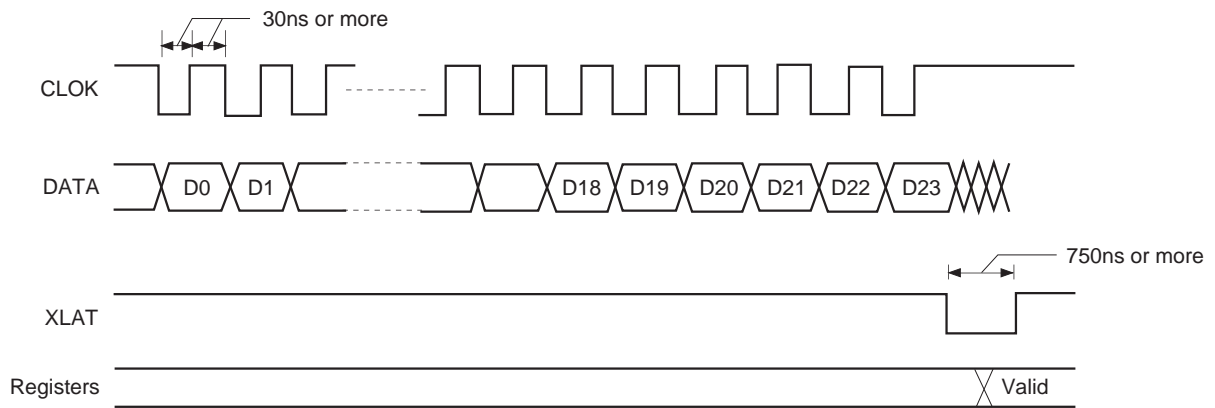 30ns or more
CLOK
DATA
D0 D1 D18 D19 D20 D21 D22 D23
750ns or more
XLAT
Registers
Valid